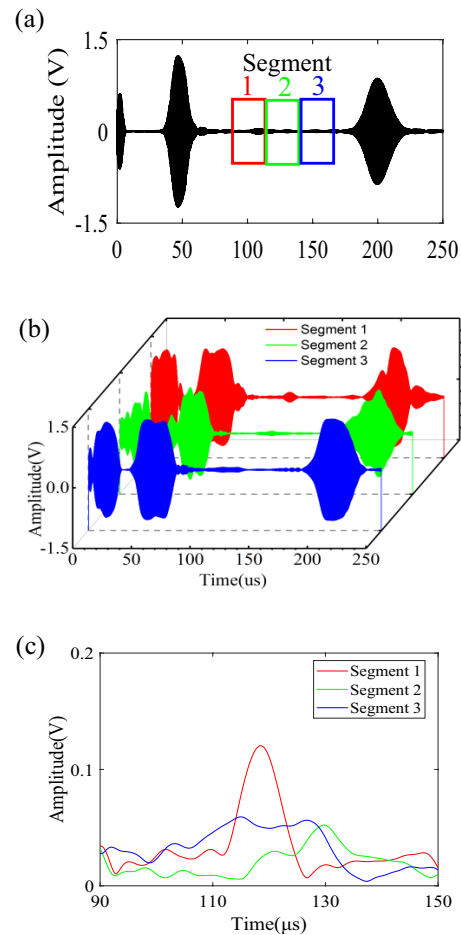 (a)
1.5
0
-1.5
Amplitude (V)
Segment
1 2 3
0 50 100 150 200 250
(b)
Segment 1
Segment 2
Segment 3
1.5
0.0
-1.5
Amplitude(V)
0 50 100 150 200 250
Time(us)
(c)
0.2
0.1
0
Amplitude(V)
Segment 1
Segment 2
Segment 3
90 110 130 150
Time(μs)